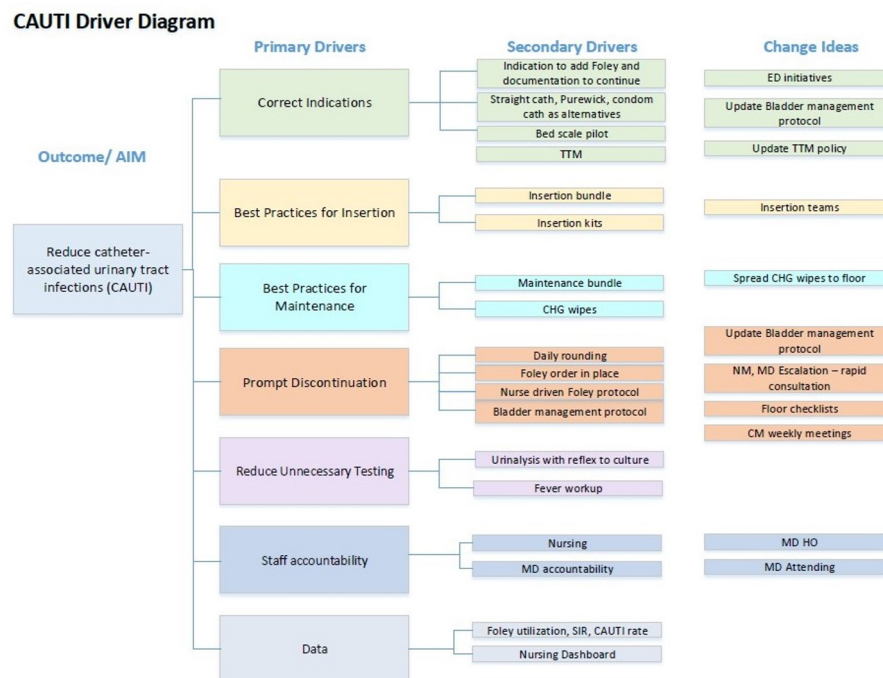 CAUTI Driver Diagram
Primary Drivers
Secondary Drivers
Change Ideas
Outcome/ AIM
Reduce catheter-
associated urinary tract
infections (CAUTI)
Correct Indications
Indication to add Foley and
documentation to continue
Straight cath, Purewick, condom
cath as alternatives
Bed scale pilot
TTM
ED initiatives
Update Bladder management
protocol
Update TTM policy
Best Practices for Insertion
Insertion bundle
Insertion kits
Insertion teams
Best Practices for
Maintenance
Maintenance bundle
CHG wipes
Spread CHG wipes to floor
Prompt Discontinuation
Daily rounding
Foley order in place
Nurse driven Foley protocol
Bladder management protocol
Update Bladder management
protocol
NM, MD Escalation – rapid
consultation
Floor checklists
CM weekly meetings
Reduce Unnecessary Testing
Urinalysis with reflex to culture
Fever workup
Staff accountability
Nursing
MD accountability
MD HO
MD Attending
Data
Foley utilization, SIR, CAUTI rate
Nursing Dashboard